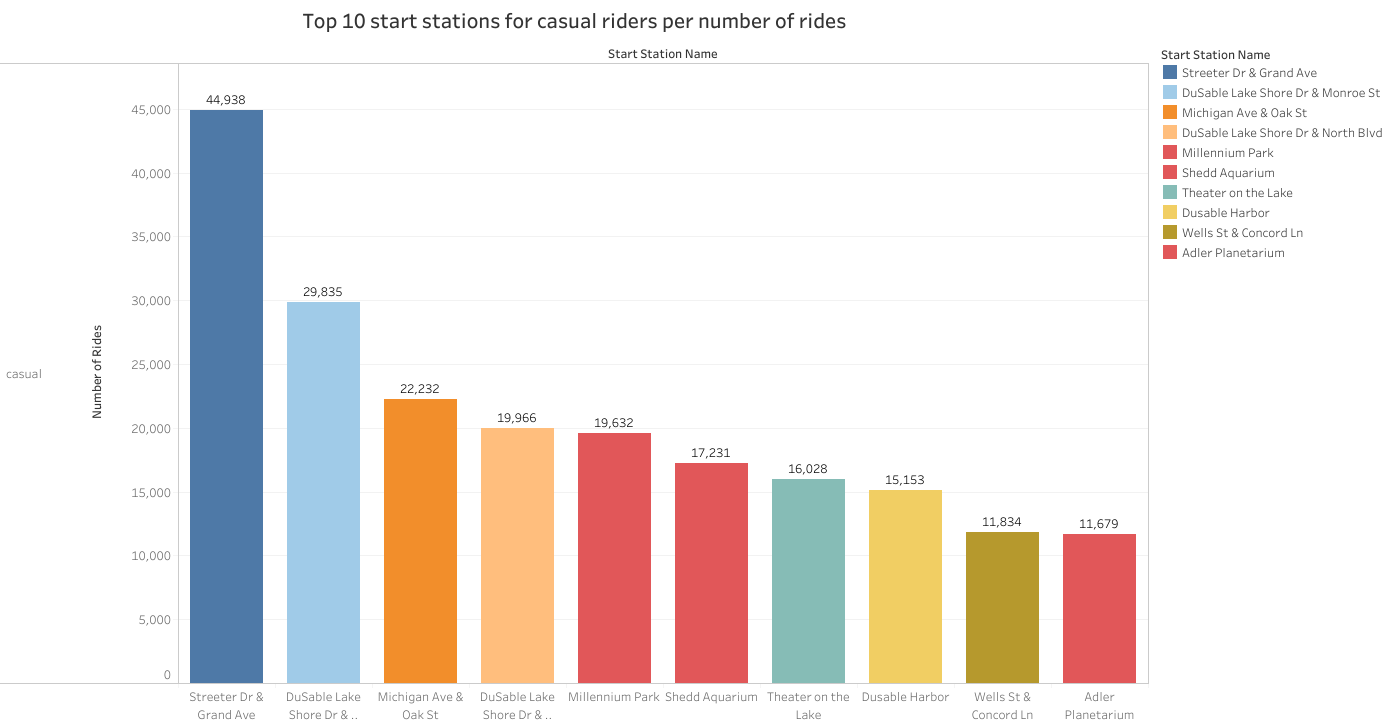 Top 10 start stations for casual riders per number of rides
Start Station Name
Start Station Name
Streeter Dr & Grand Ave
DuSable Lake Shore Dr & Monroe St
Michigan Ave & Oak St
DuSable Lake Shore Dr & North Blvd
Millennium Park
Shedd Aquarium
Theater on the Lake
Dusable Harbor
Wells St & Concord Ln
Adler Planetarium
casual
Number of Rides
45,000
40,000
35,000
30,000
25,000
20,000
15,000
10,000
5,000
0
44,938
29,835
22,232
19,966
19,632
17,231
16,028
15,153
11,834
11,679
Streeter Dr &
Grand Ave
DuSable Lake
Shore Dr & ..
Michigan Ave &
Oak St
DuSable Lake
Shore Dr & ..
Millennium Park
Shedd Aquarium
Theater on the
Lake
Dusable Harbor
Wells St &
Concord Ln
Adler
Planetarium